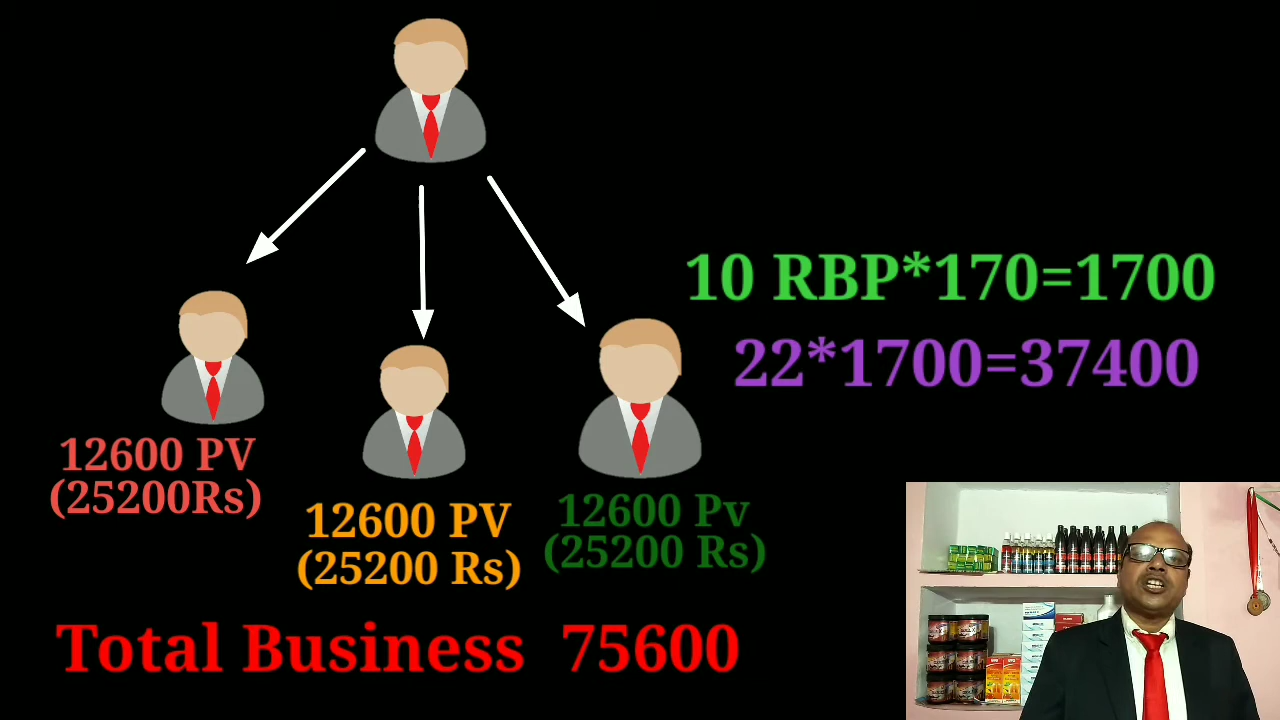 10 RBP*170=1700
22*1700=37400
12600 PV
(25200Rs)
12600 PV
(25200 Rs)
12600 Pv
(25200 Rs)
Total Business 75600